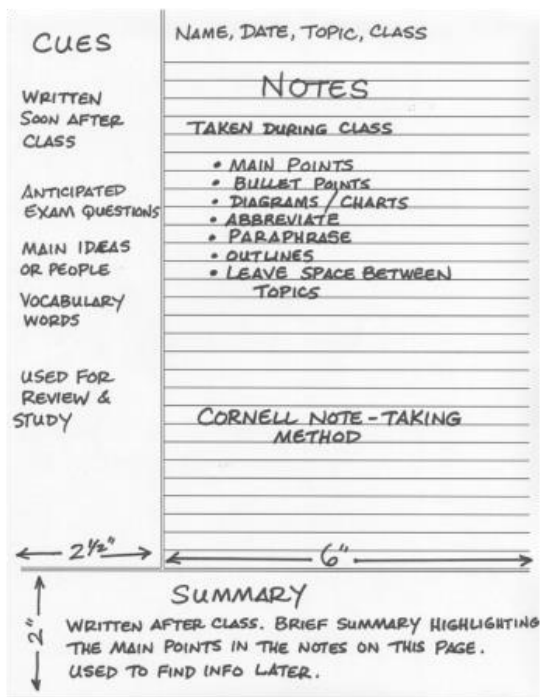 NAME, DATE, TOPIC, CLASS
CUES
WRITTEN
SOON AFTER
CLASS
ANTICIPATED
EXAM QUESTIONS
MAIN IDEAS
OR PEOPLE
VOCABULARY
WORDS
USED FOR
REVIEW &
STUDY
NOTES
TAKEN DURING CLASS
• MAIN POINTS
• BULLET POINTS
• DIAGRAMS / CHARTS
• ABBREVIATE
• PARAPHRASE
• OUTLINES
• LEAVE SPACE BETWEEN
TOPICS
CORNELL NOTE-TAKING
METHOD
2 1/2"
6"
2"
SUMMARY
WRITTEN AFTER CLASS. BRIEF SUMMARY HIGHLIGHTING
THE MAIN POINTS IN THE NOTES ON THIS PAGE.
USED TO FIND INFO LATER.